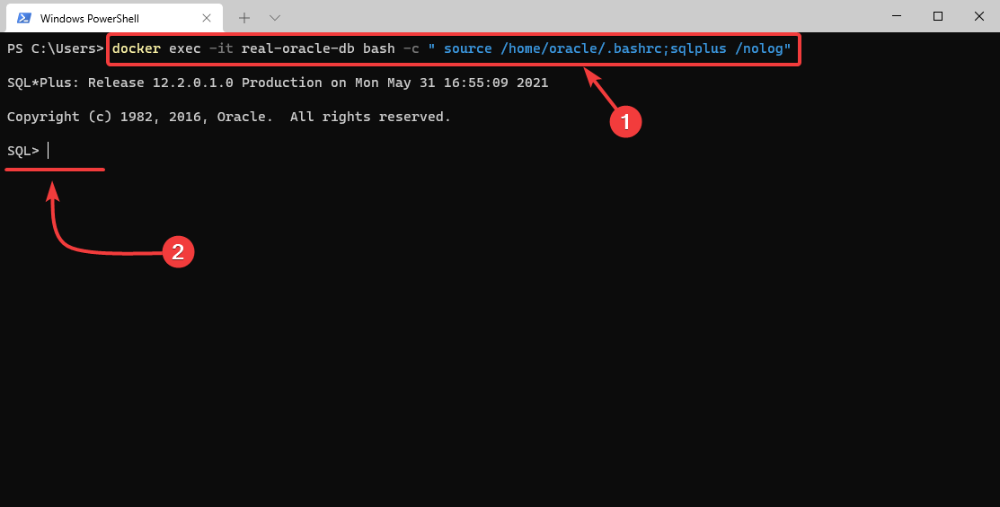 Windows PowerShell
PS C:\Users> docker exec -it real-oracle-db bash -c " source /home/oracle/.bashrc;sqlplus /nolog"
SQL*Plus: Release 12.2.0.1.0 Production on Mon May 31 16:55:09 2021
1
Copyright (c) 1982, 2016, Oracle.  All rights reserved.
SQL>
2